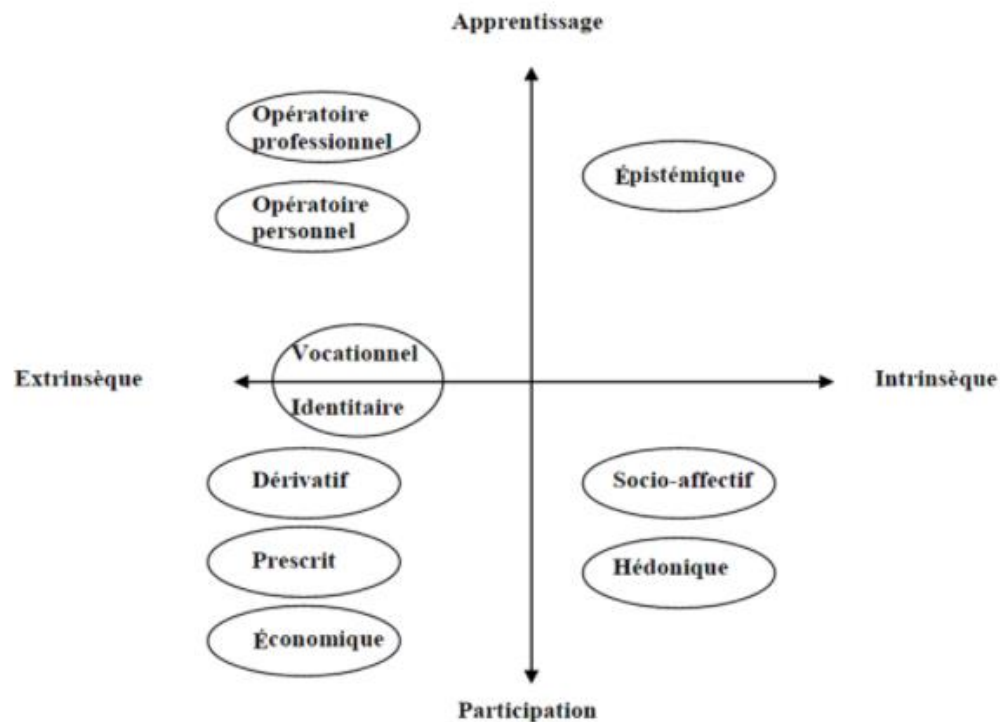 Apprentissage
Opératoire
professionnel
Épistémique
Opératoire
personnel
Vocationnel
Extrinsèque
Intrinsèque
Identitaire
Dérivatif
Socio-affectif
Prescrit
Hédonique
Économique
Participation